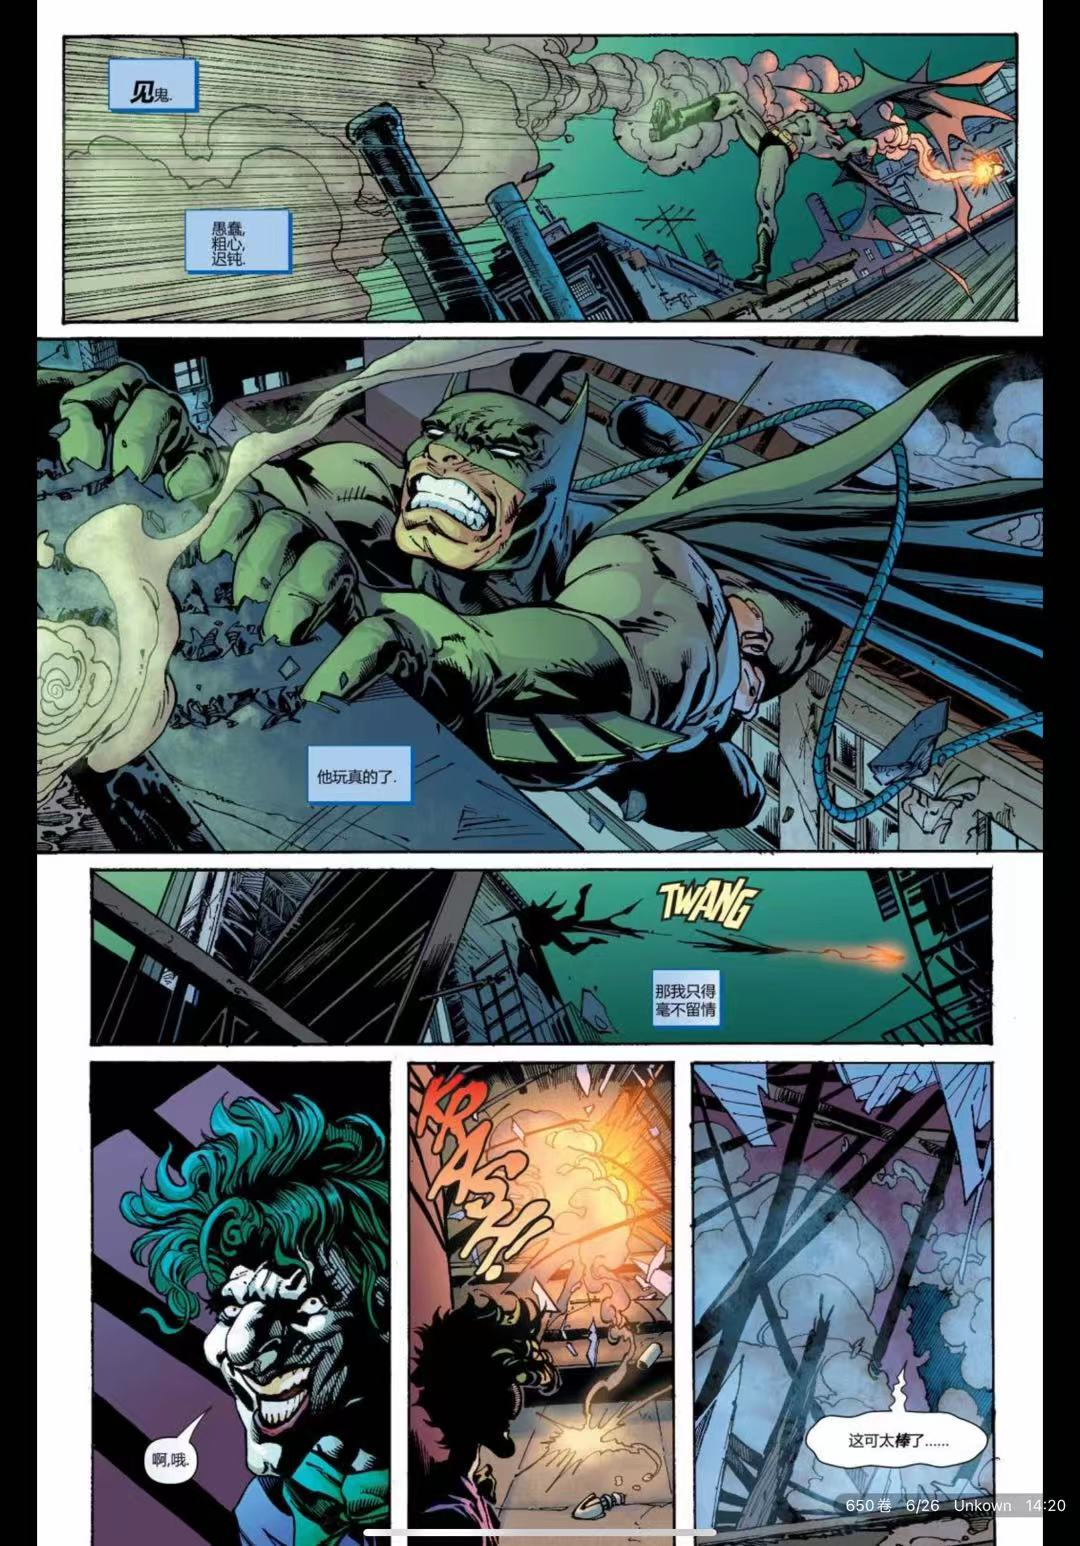 见鬼.
愚蠢,
粗心,
迟钝.
他玩真的了.
TWANG
那我只得
毫不留情
啊,哦.
KRASH!!
这可太棒了......
650卷 6/26 Unkown 14:20